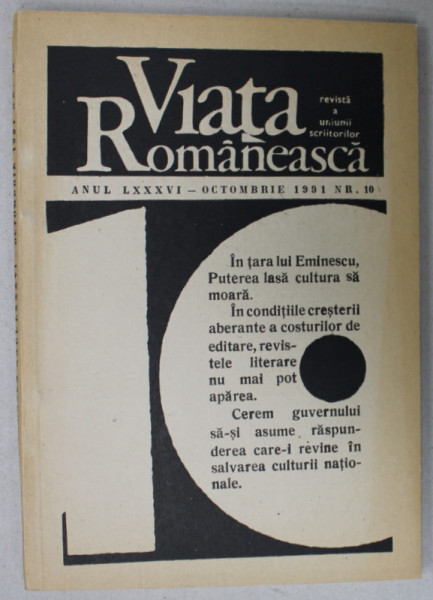 Viața
Românească
revistă
a
uniunii
scriitorilor
ANUL LXXXVI — OCTOMBRIE 1991 NR. 10
10
În țara lui Eminescu,
Puterea lasă cultura să
moară.
În condițiile creșterii
aberante a costurilor de
editare, revis-
tele literare
nu mai pot
apărea.
Cerem guvernului
să-și asume răspun-
derea care-i revine în
salvarea culturii națio-
nale.